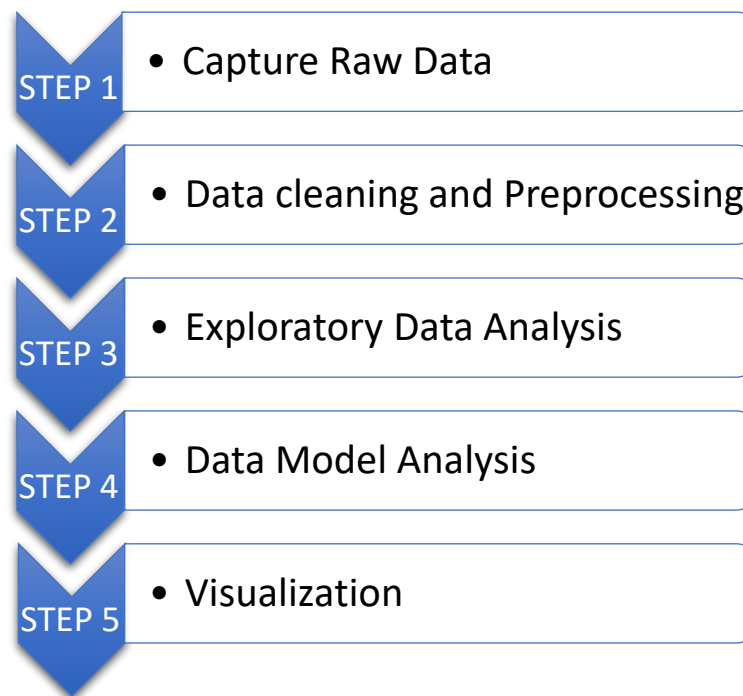 STEP 1
• Capture Raw Data
STEP 2
• Data cleaning and Preprocessing
STEP 3
• Exploratory Data Analysis
STEP 4
• Data Model Analysis
STEP 5
• Visualization